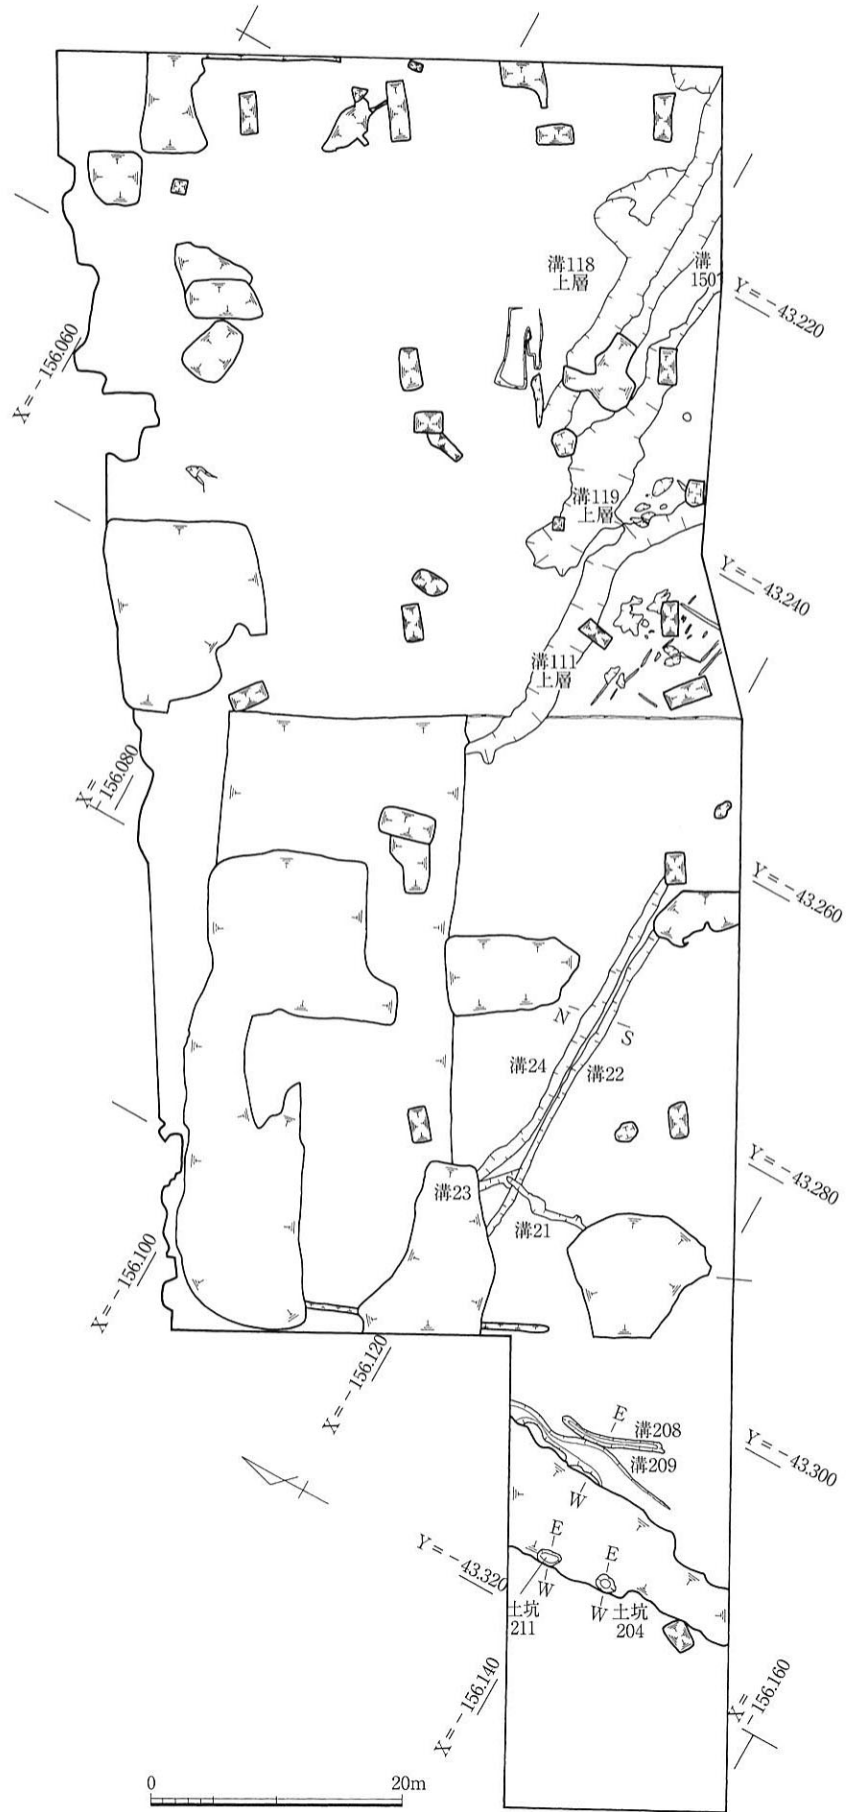 溝118
上層
溝
150
Y=-43.220
X=-156.060
溝119
上層
Y=-43.240
溝111
上層
X=
-156.080
Y=-43.260
N
S
溝24
溝22
溝23
溝21
Y=-43.280
X=-156.100
X=-156.120
E
溝208
溝209
W
Y=-43.300
E
E
Y=-43.320
W
W
土坑
211
土坑
204
X=-156.140
X=
-156.160
0
20m